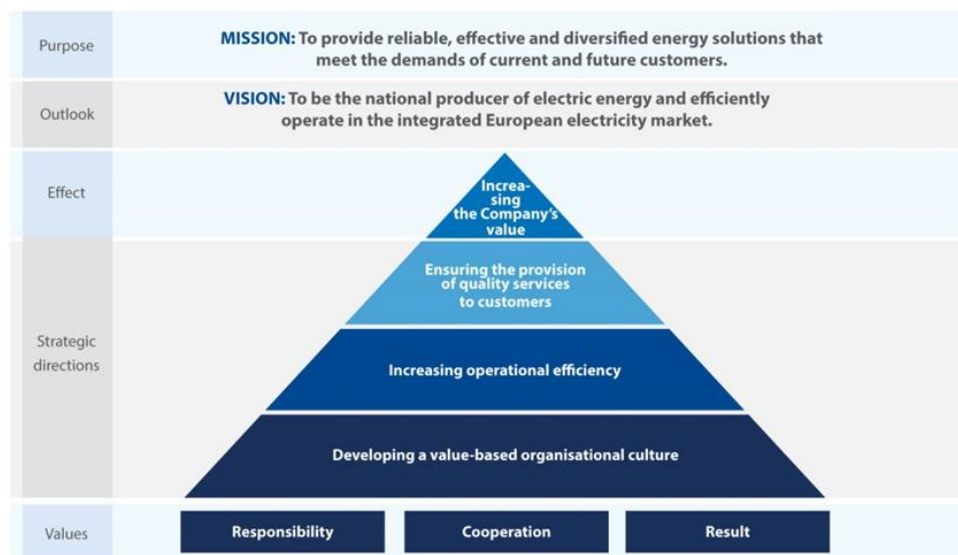 Purpose
MISSION: To provide reliable, effective and diversified energy solutions that
meet the demands of current and future customers.
Outlook
VISION: To be the national producer of electric energy and efficiently
operate in the integrated European electricity market.
Effect
Increa-
sing
the Company's
value
Strategic
directions
Ensuring the provision
of quality services
to customers
Increasing operational efficiency
Developing a value-based organisational culture
Values
Responsibility
Cooperation
Result